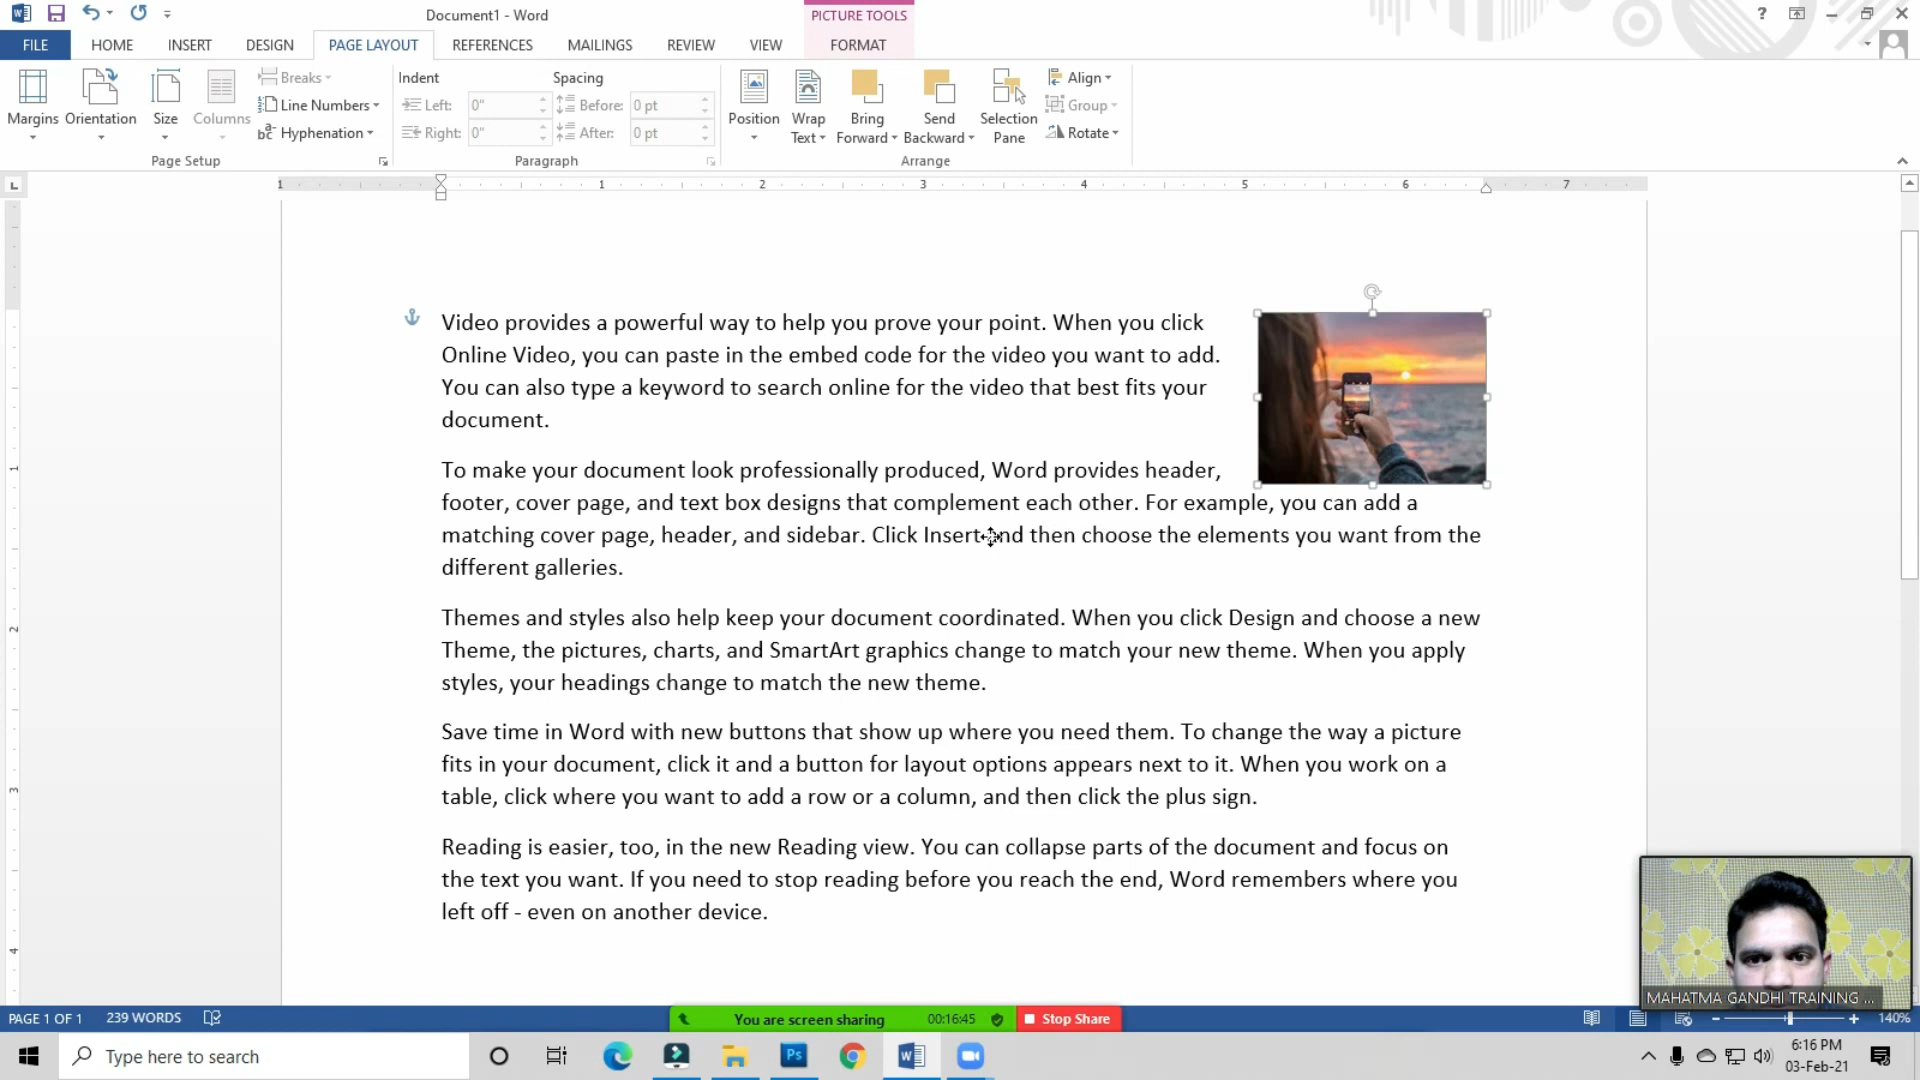 Document1 - Word
PICTURE TOOLS
?
FILE HOME INSERT DESIGN PAGE LAYOUT REFERENCES MAILINGS REVIEW VIEW FORMAT
Margins
Orientation
Size
Columns
Breaks
Line Numbers
Hyphenation
Page Setup
Indent
Left: 0"
Right: 0"
Spacing
Before: 0 pt
After: 0 pt
Paragraph
Position
Wrap
Text
Bring
Forward
Send
Backward
Selection
Pane
Align
Group
Rotate
Arrange
L
1 1 2 3 4 5 6 7
Video provides a powerful way to help you prove your point. When you click
Online Video, you can paste in the embed code for the video you want to add.
You can also type a keyword to search online for the video that best fits your
document.
To make your document look professionally produced, Word provides header,
footer, cover page, and text box designs that complement each other. For example, you can add a
matching cover page, header, and sidebar. Click Insert and then choose the elements you want from the
different galleries.
Themes and styles also help keep your document coordinated. When you click Design and choose a new
Theme, the pictures, charts, and SmartArt graphics change to match your new theme. When you apply
styles, your headings change to match the new theme.
Save time in Word with new buttons that show up where you need them. To change the way a picture
fits in your document, click it and a button for layout options appears next to it. When you work on a
table, click where you want to add a row or a column, and then click the plus sign.
Reading is easier, too, in the new Reading view. You can collapse parts of the document and focus on
the text you want. If you need to stop reading before you reach the end, Word remembers where you
left off - even on another device.
1
2
3
4
MAHATMA GANDHI TRAINING ...
PAGE 1 OF 1 239 WORDS
You are screen sharing 00:16:45 Stop Share
140%
Type here to search
Ps
6:16 PM
03-Feb-21